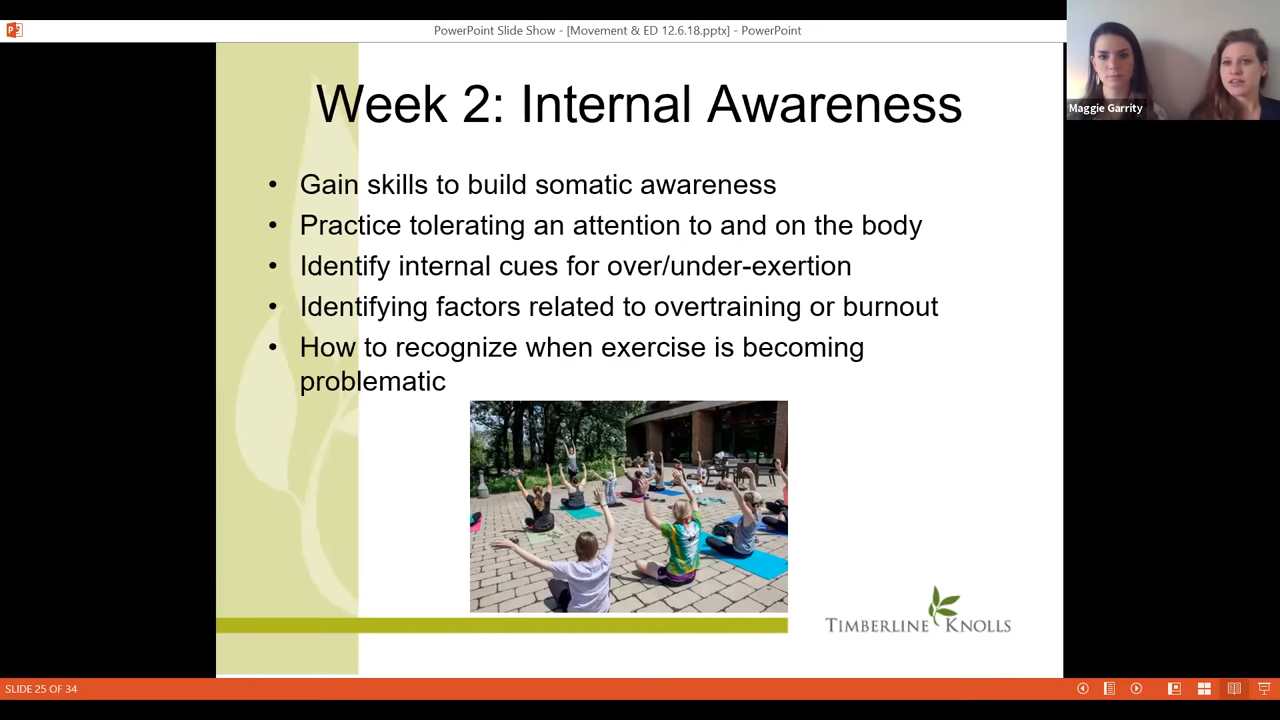 PowerPoint Slide Show - [Movement & ED 12.6.18.pptx] - PowerPoint
Maggie Garrity
Week 2: Internal Awareness
• Gain skills to build somatic awareness
• Practice tolerating an attention to and on the body
• Identify internal cues for over/under-exertion
• Identifying factors related to overtraining or burnout
• How to recognize when exercise is becoming
problematic
TIMBERLINE KNOLLS
SLIDE 25 OF 34